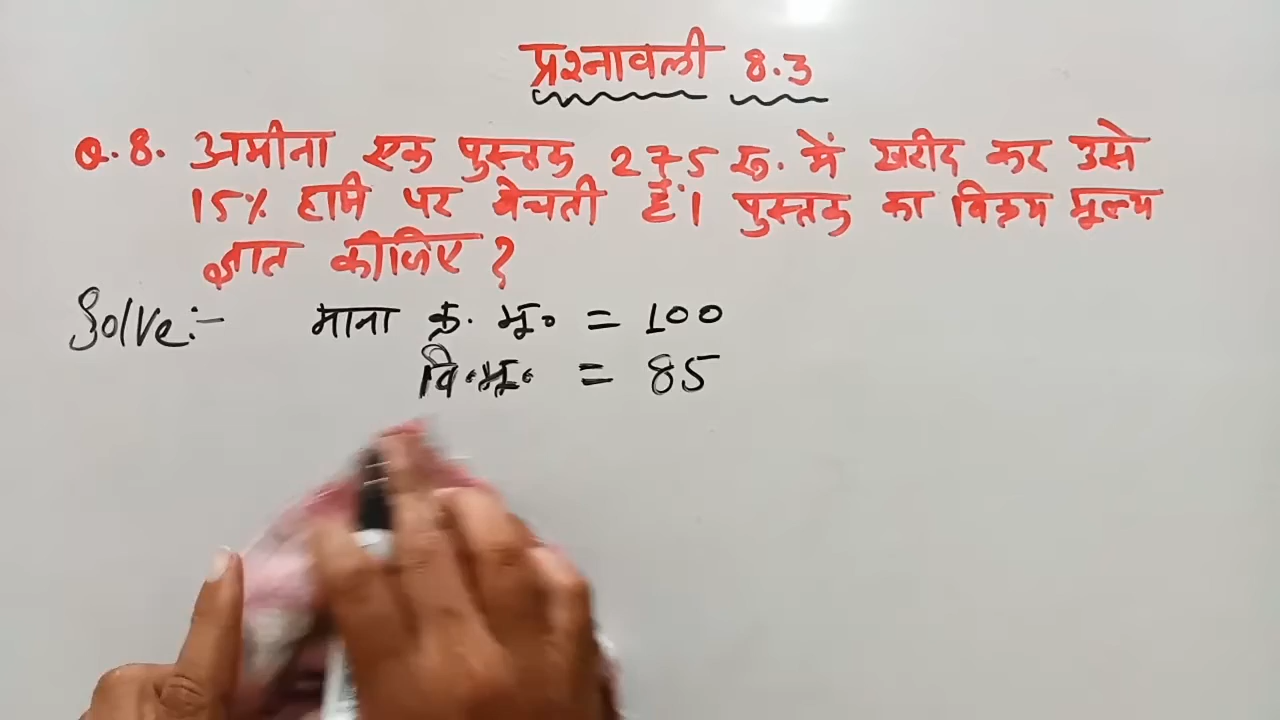 प्रश्नावली 8.3
Q.8. अमीना एक पुस्तक 275 रू. में खरीद कर उसे
15% हानि पर बेचती हैं। पुस्तक का विक्रय मूल्य
ज्ञात कीजिए ?
Solve:- माना क्र. मू० = 100
वि.मू. = 85